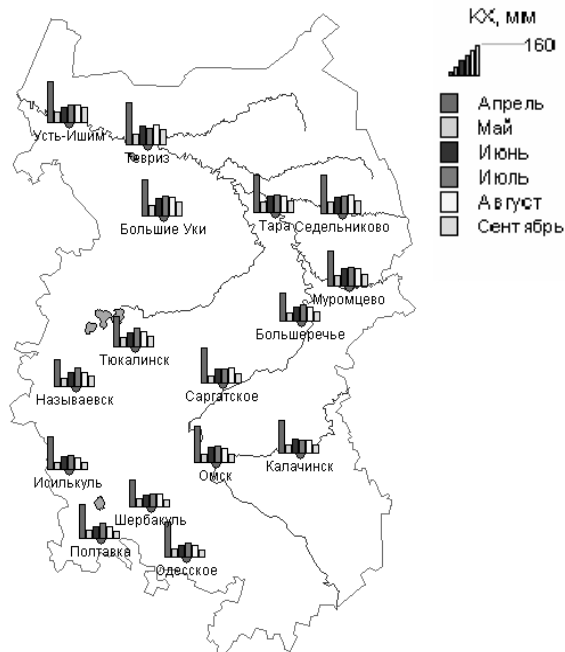 КХ, мм
160
Апрель
Май
Июнь
Июль
Август
Сентябрь
Усть-Ишим
Тевриз
Большие Уки
Тара
Седельниково
Муромцево
Большеречье
Тюкалинск
Называевск
Саргатское
Исилькуль
Омск
Калачинск
Шербакуль
Полтавка
Одесское